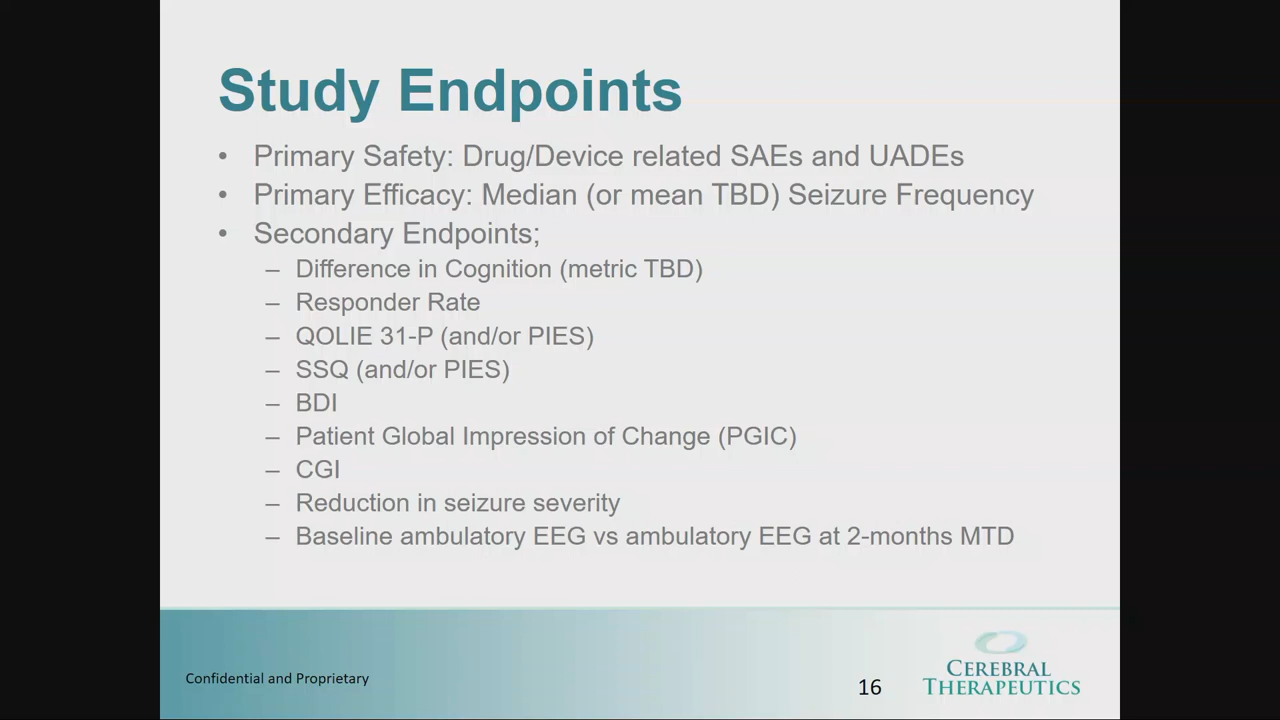 Study Endpoints
• Primary Safety: Drug/Device related SAEs and UADEs
• Primary Efficacy: Median (or mean TBD) Seizure Frequency
• Secondary Endpoints;
– Difference in Cognition (metric TBD)
– Responder Rate
– QOLIE 31-P (and/or PIES)
– SSQ (and/or PIES)
– BDI
– Patient Global Impression of Change (PGIC)
– CGI
– Reduction in seizure severity
– Baseline ambulatory EEG vs ambulatory EEG at 2-months MTD
Confidential and Proprietary
16
CEREBRAL
THERAPEUTICS